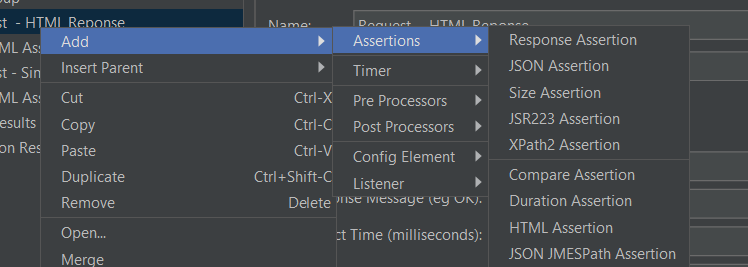 st - HTML Reponse
ML Ass
st - Sim
ML Ass
esults
on Res
Name:
Request - HTML Reponse
Add
Insert Parent
Cut Ctrl-X
Copy Ctrl-C
Paste Ctrl-V
Duplicate Ctrl+Shift-C
Remove Delete
Open...
Merge
Assertions
Timer
Pre Processors
Post Processors
Config Element
Listener
Response Assertion
JSON Assertion
Size Assertion
JSR223 Assertion
XPath2 Assertion
Compare Assertion
Duration Assertion
HTML Assertion
JSON JMESPath Assertion
onse Message (eg OK):
ct Time (milliseconds):